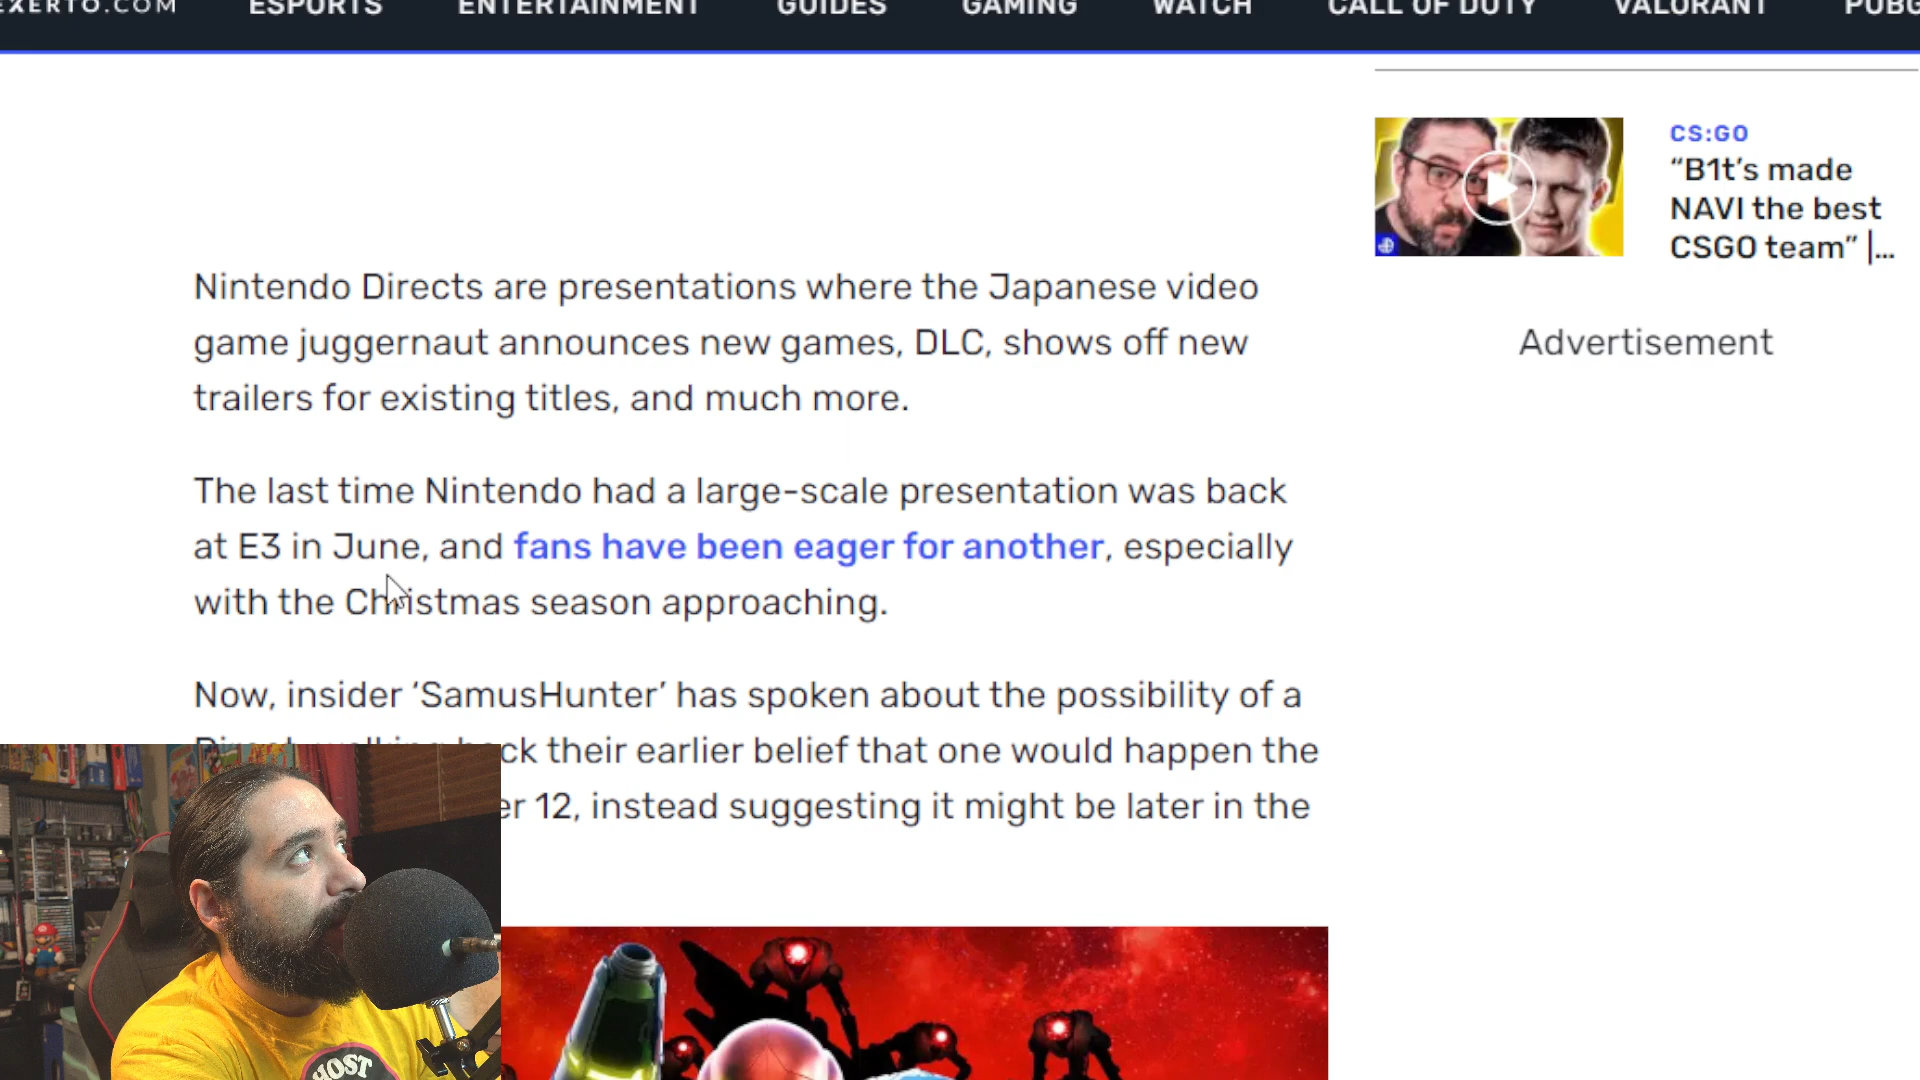 EXERTO.COM ESPORTS ENTERTAINMENT GUIDES GAMING WATCH CALL OF DUTY VALORANT PUBG
CS:GO
“B1t’s made
NAVI the best
CSGO team” |...
Advertisement
Nintendo Directs are presentations where the Japanese video
game juggernaut announces new games, DLC, shows off new
trailers for existing titles, and much more.
The last time Nintendo had a large-scale presentation was back
at E3 in June, and fans have been eager for another, especially
with the Christmas season approaching.
Now, insider ‘SamusHunter’ has spoken about the possibility of a
ck their earlier belief that one would happen the
er 12, instead suggesting it might be later in the
HOST